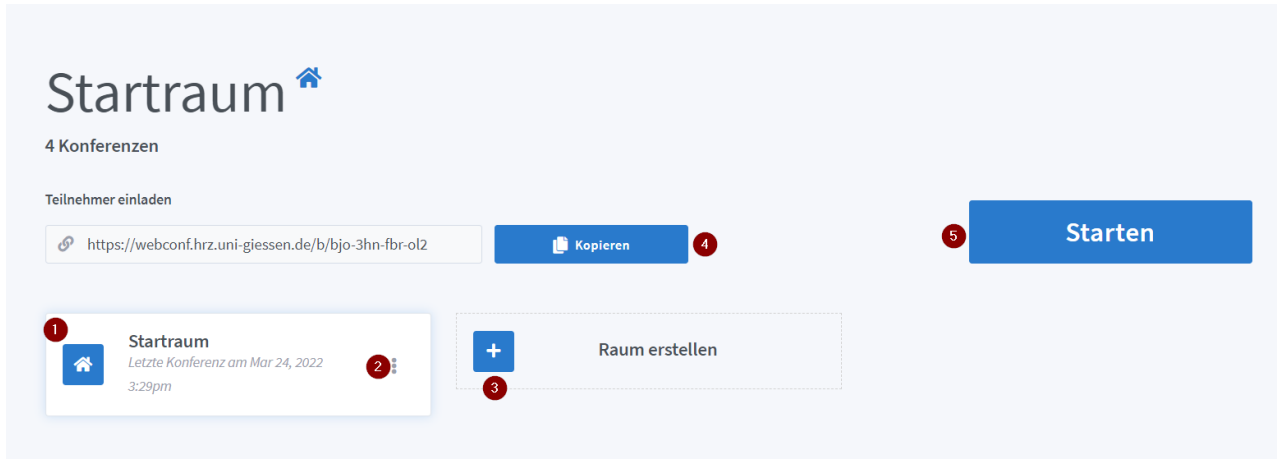 Startraum
4 Konferenzen
Teilnehmer einladen
https://webconf.hrz.uni-giessen.de/b/bjo-3hn-fbr-ol2
Kopieren
4
5
Starten
1
Startraum
Letzte Konferenz am Mar 24, 2022
3:29pm
2
Raum erstellen
3